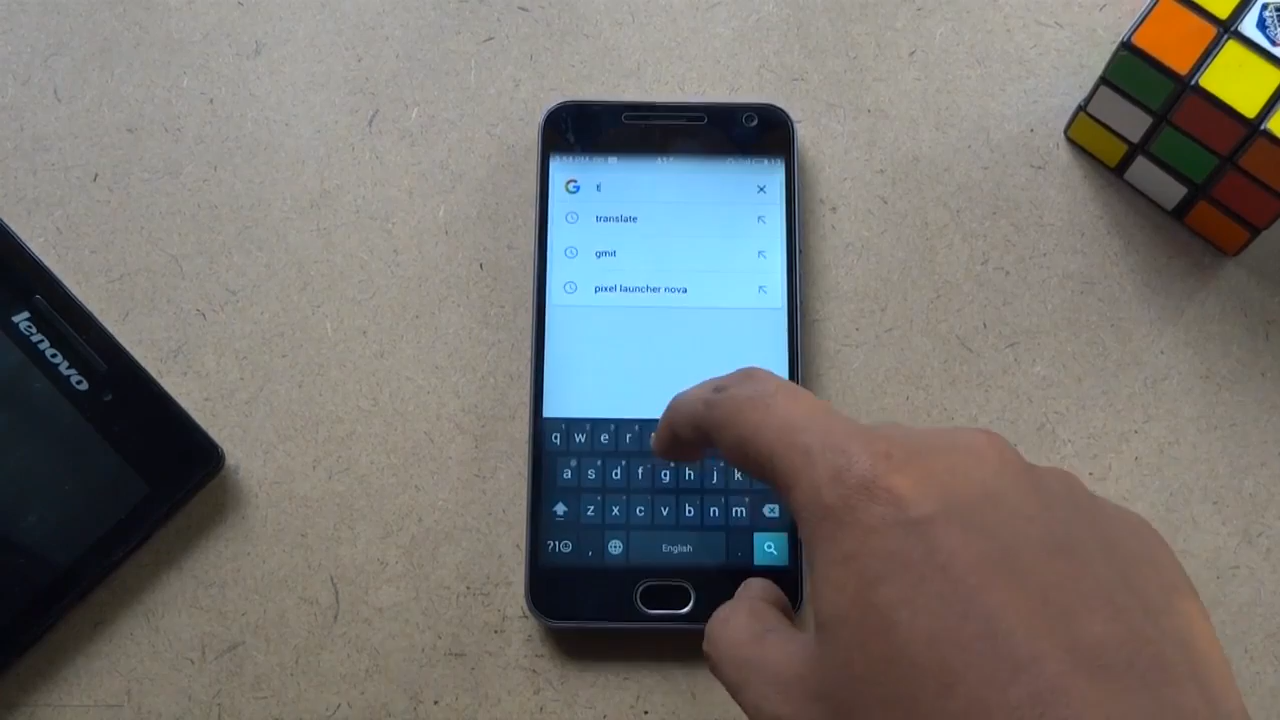 lenovo
t
translate
gmit
pixel launcher nova
q w e r
a s d f g h j k
z x c v b n m
?1☺ , English .